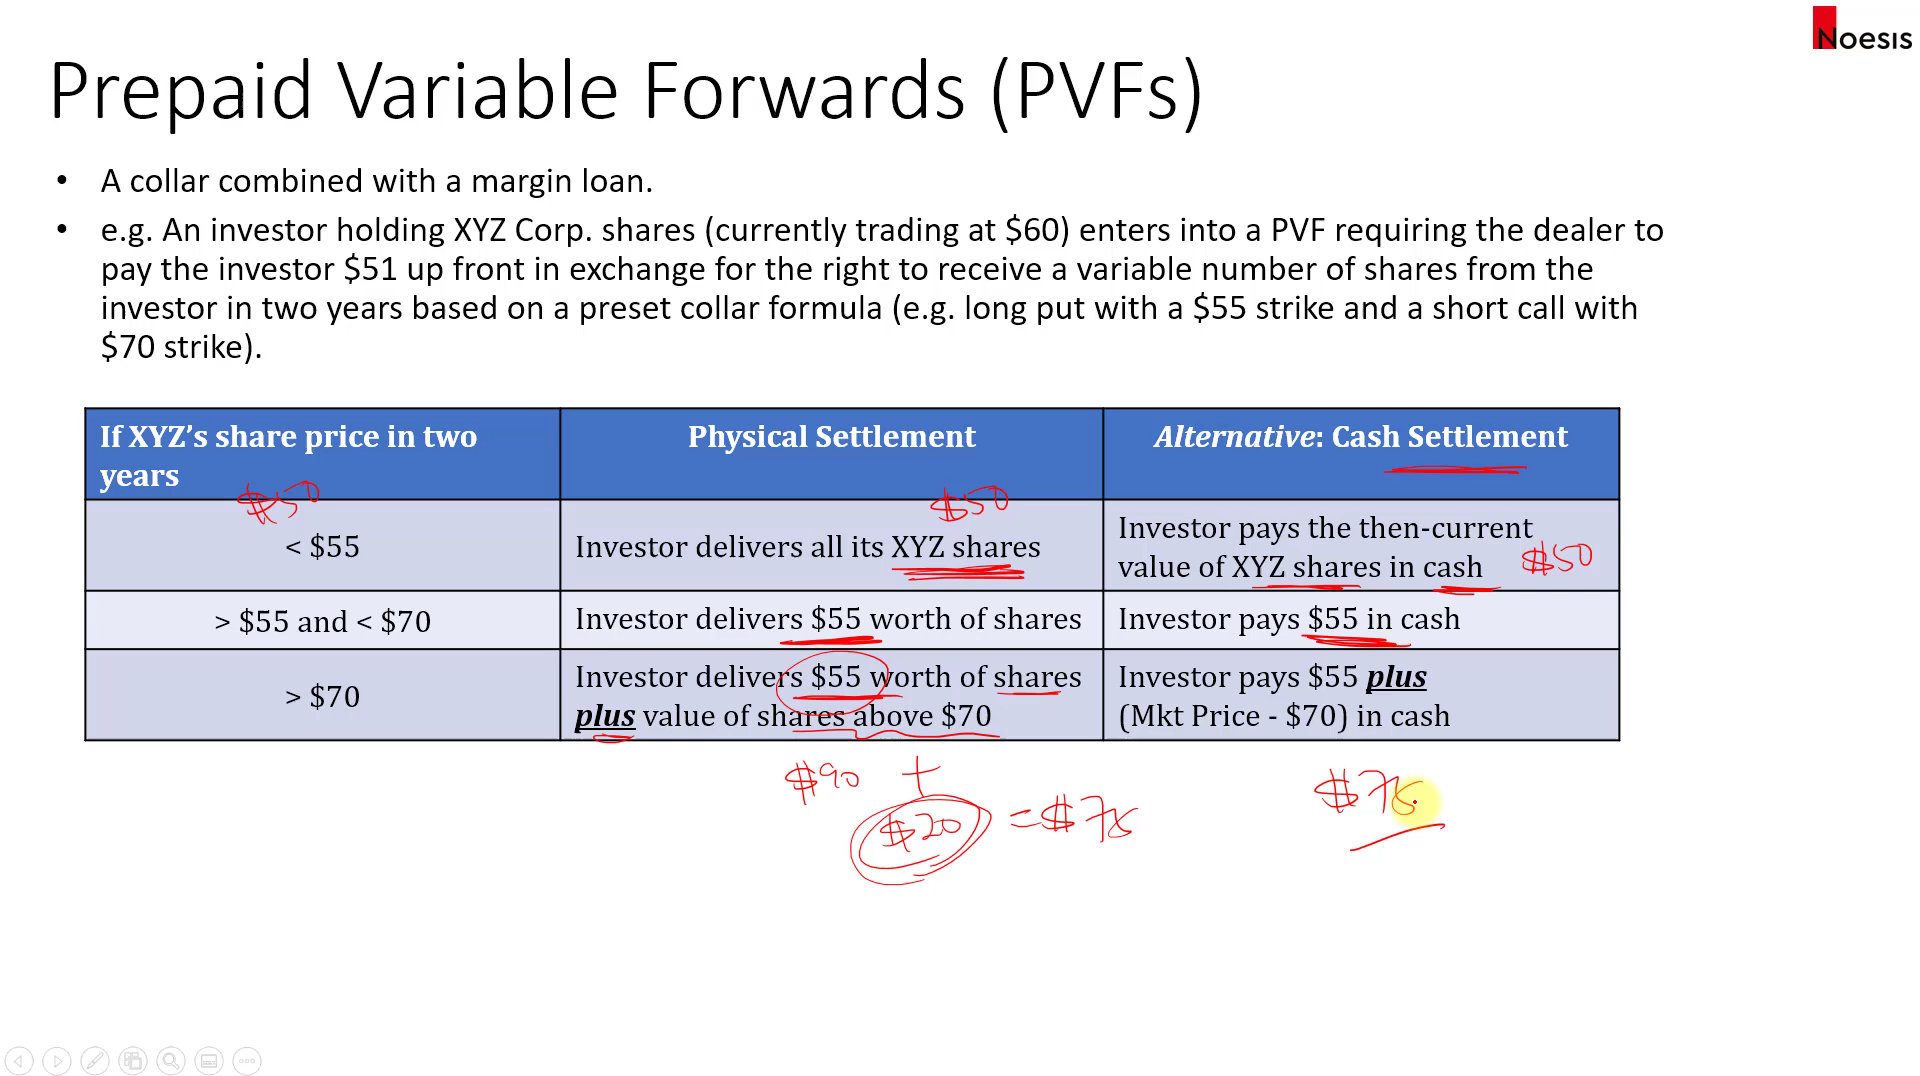 Noesis
Prepaid Variable Forwards (PVFs)
• A collar combined with a margin loan.
• e.g. An investor holding XYZ Corp. shares (currently trading at $60) enters into a PVF requiring the dealer to
pay the investor $51 up front in exchange for the right to receive a variable number of shares from the
investor in two years based on a preset collar formula (e.g. long put with a $55 strike and a short call with
$70 strike).
If XYZ's share price in two
years
Physical Settlement
Alternative: Cash Settlement
$50
< $55
$50
Investor delivers all its XYZ shares
Investor pays the then-current
value of XYZ shares in cash
$50
> $55 and < $70
Investor delivers $55 worth of shares
Investor pays $55 in cash
> $70
Investor delivers $55 worth of shares
plus value of shares above $70
Investor pays $55 plus
(Mkt Price - $70) in cash
$90 +
$20 = $75
$75